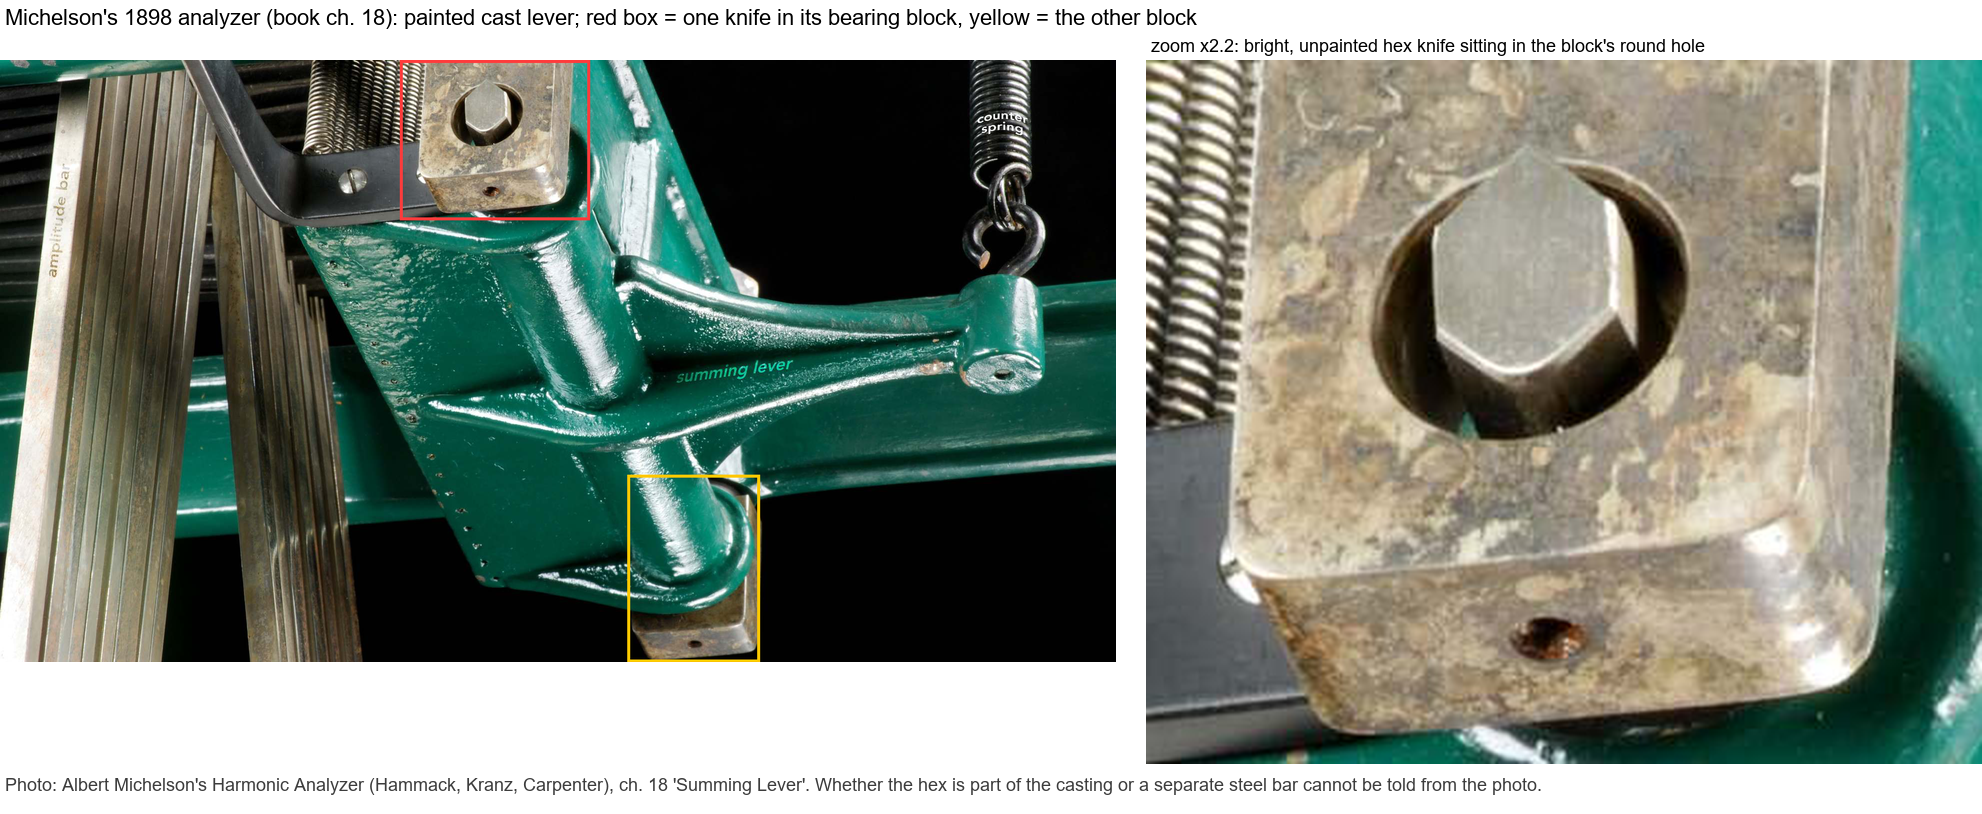 Michelson's 1898 analyzer (book ch. 18): painted cast lever; red box = one knife in its bearing block, yellow = the other block
zoom x2.2: bright, unpainted hex knife sitting in the block's round hole
counter
spring
amplitude bar
summing lever
Photo: Albert Michelson's Harmonic Analyzer (Hammack, Kranz, Carpenter), ch. 18 'Summing Lever'. Whether the hex is part of the casting or a separate steel bar cannot be told from the photo.